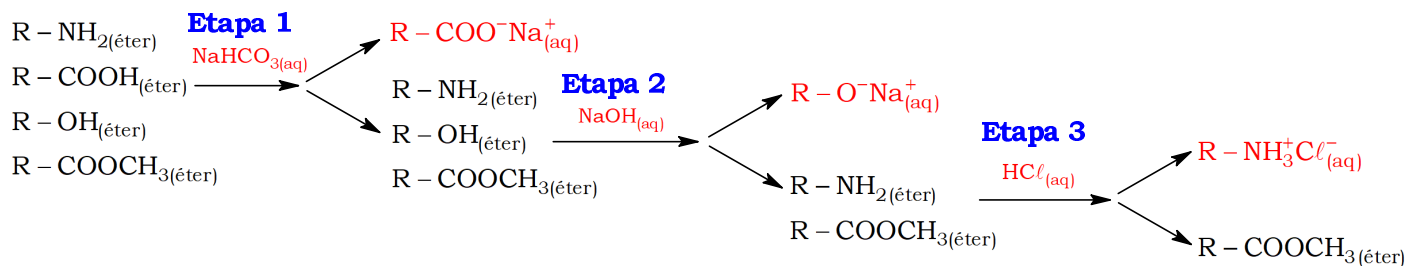 R – NH₂(éter)
R – COOH(éter)
R – OH(éter)
R – COOCH₃(éter)
Etapa 1
NaHCO₃(aq)
R – COO⁻Na⁺(aq)
R – NH₂(éter)
R – OH(éter)
R – COOCH₃(éter)
Etapa 2
NaOH(aq)
R – O⁻Na⁺(aq)
R – NH₂(éter)
R – COOCH₃(éter)
Etapa 3
HCℓ(aq)
R – NH₃⁺Cℓ⁻(aq)
R – COOCH₃(éter)